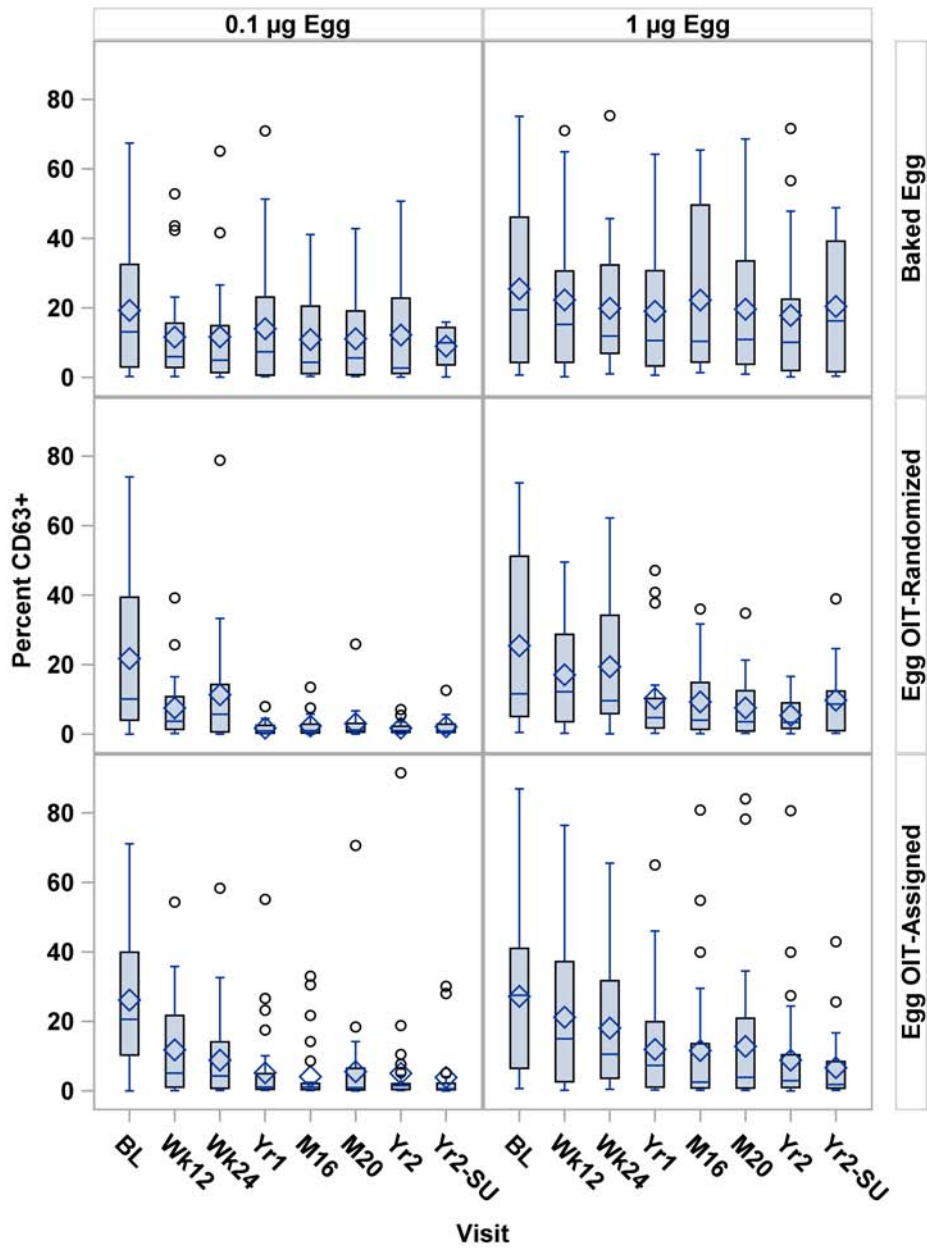 0.1 µg Egg
1 µg Egg
80
60
40
20
0
Baked Egg
80
60
40
20
0
Egg OIT-Randomized
80
60
40
20
0
Egg OIT-Assigned
Percent CD63+
BL
Wk12
Wk24
Yr1
M16
M20
Yr2
Yr2-SU
BL
Wk12
Wk24
Yr1
M16
M20
Yr2
Yr2-SU
Visit